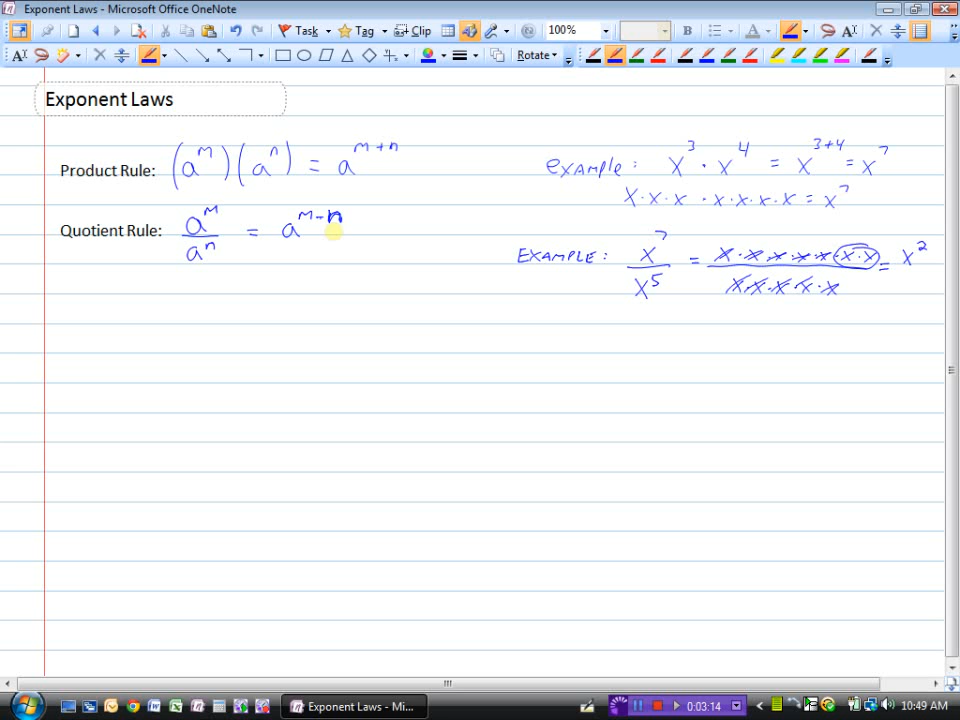 Exponent Laws - Microsoft Office OneNote
Task Tag Clip 100% B A
A Rotate
Exponent Laws
Product Rule: (a^m)(a^n) = a^{m+n} example: x^3 · x^4 = x^{3+4} = x^7
x·x·x · x·x·x·x = x^7
Quotient Rule: a^m / a^n = a^{m-n}
EXAMPLE: x^7 / x^5 = x·x·x·x·x·x·x / x·x·x·x·x = x^2
Exponent Laws - Mi... 03:14 10:49 AM